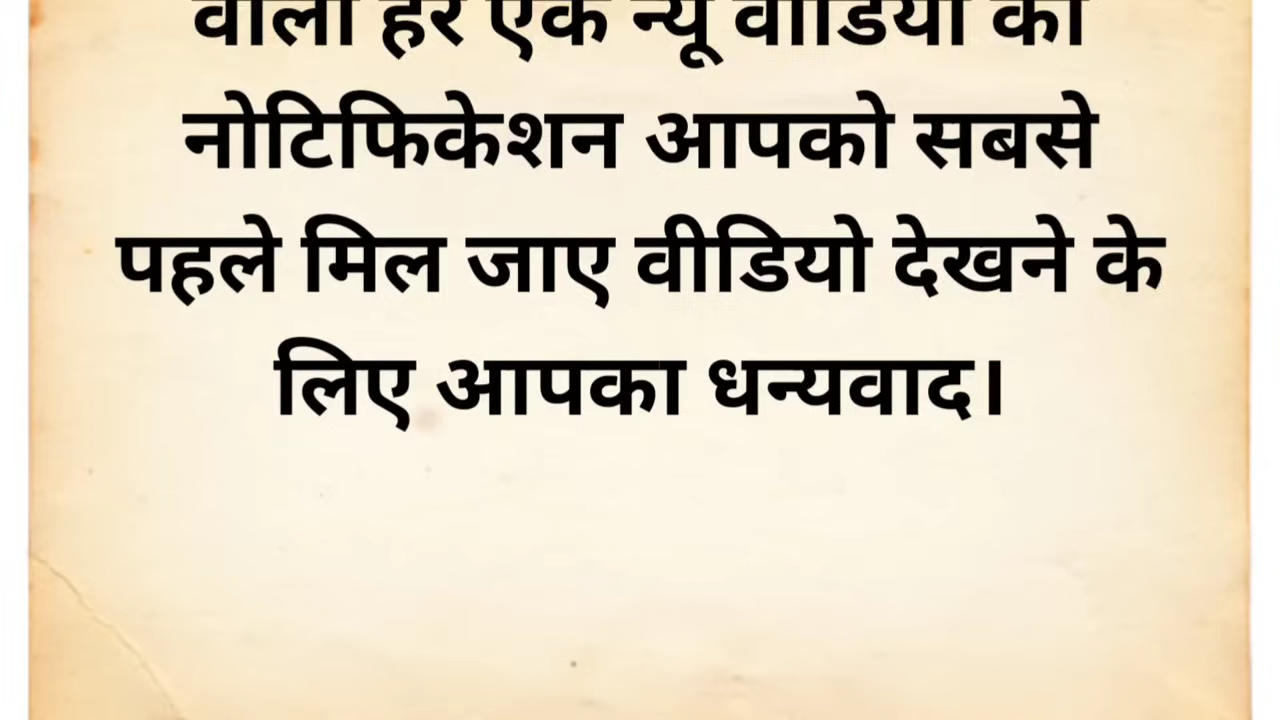 हर एक न्यू वीडियो
नोटिफिकेशन आपको सबसे
पहले मिल जाए वीडियो देखने के
लिए आपका धन्यवाद।